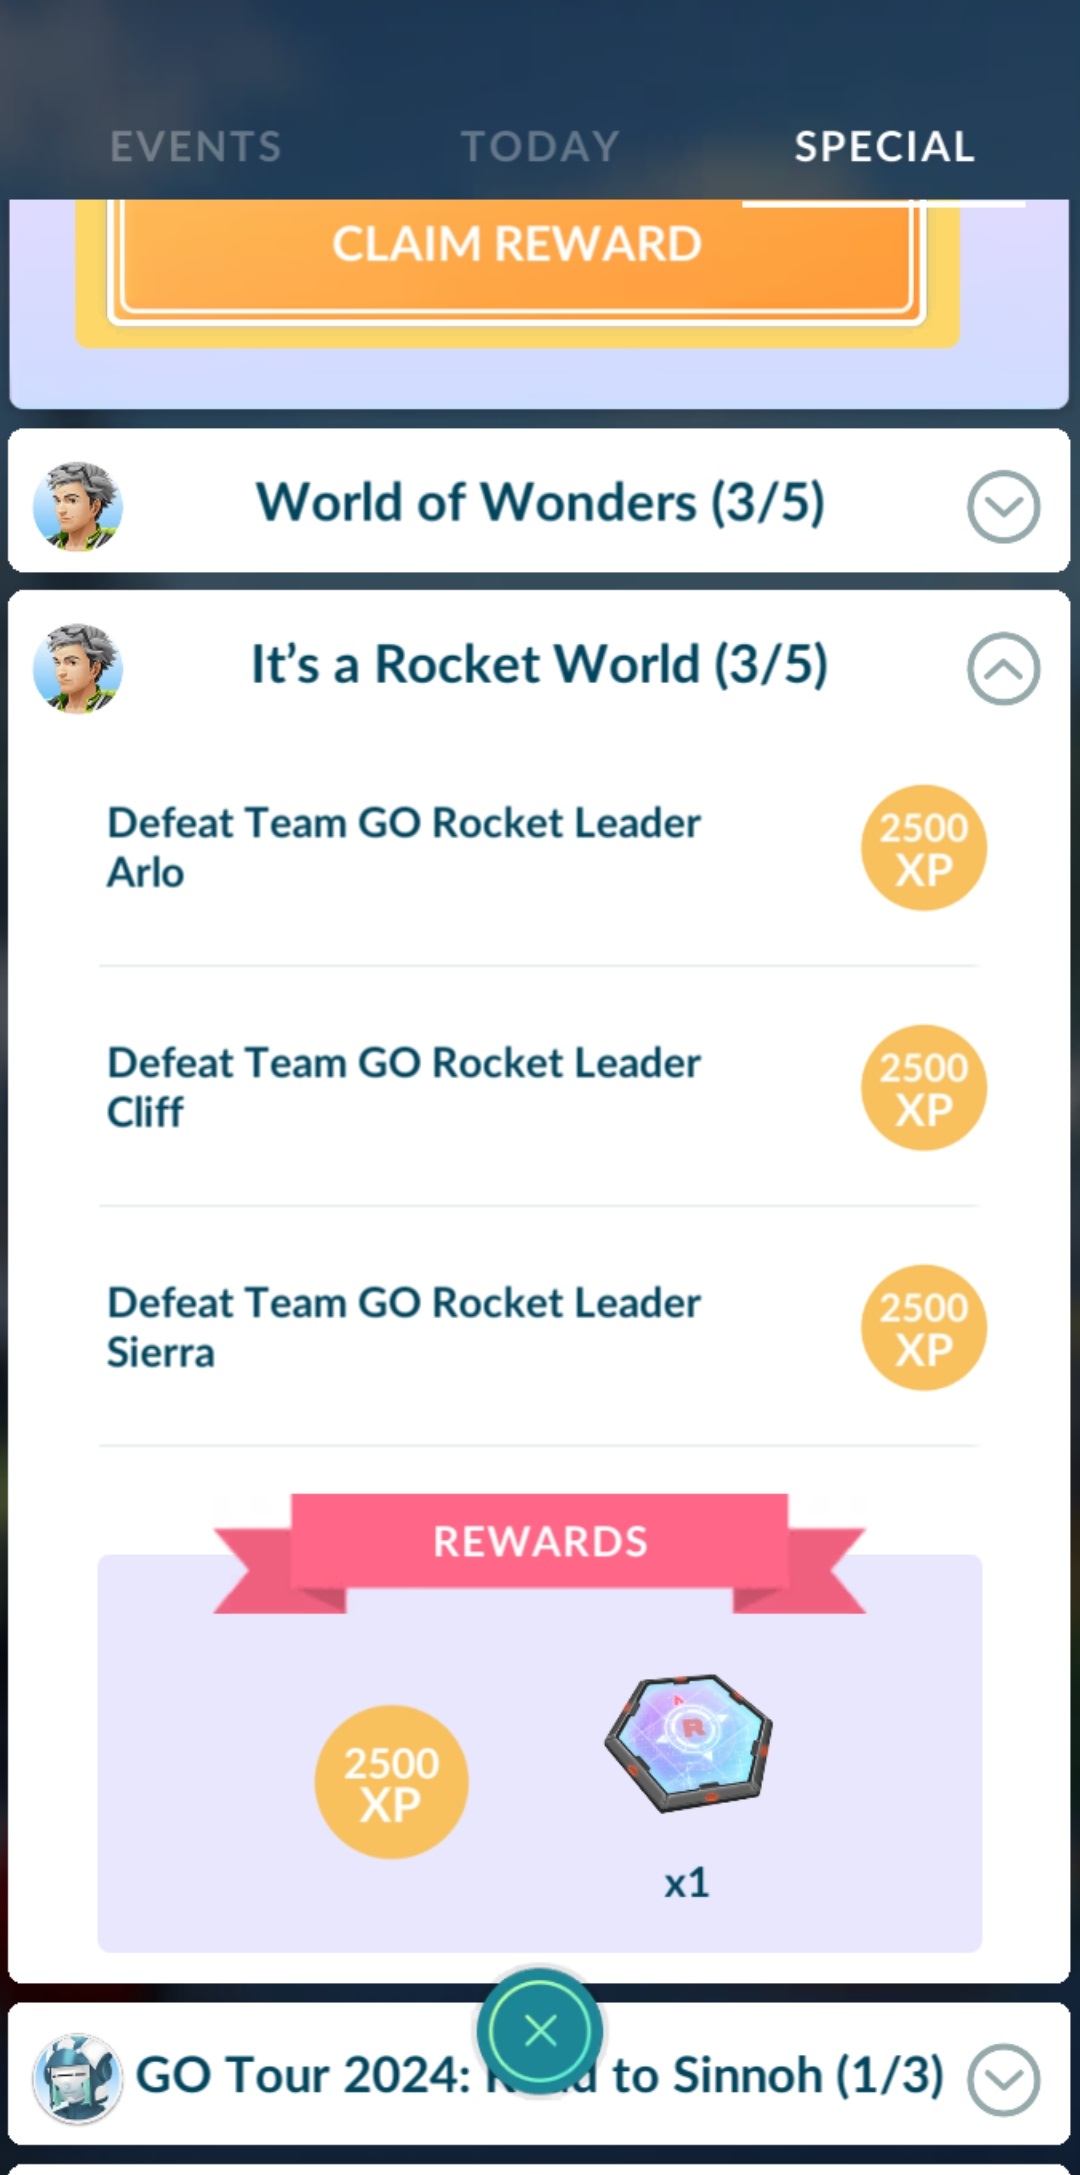 EVENTS TODAY SPECIAL
CLAIM REWARD
World of Wonders (3/5)
It’s a Rocket World (3/5)
Defeat Team GO Rocket Leader
Arlo
2500
XP
Defeat Team GO Rocket Leader
Cliff
2500
XP
Defeat Team GO Rocket Leader
Sierra
2500
XP
REWARDS
2500
XP
R
x1
GO Tour 2024: to Sinnoh (1/3)